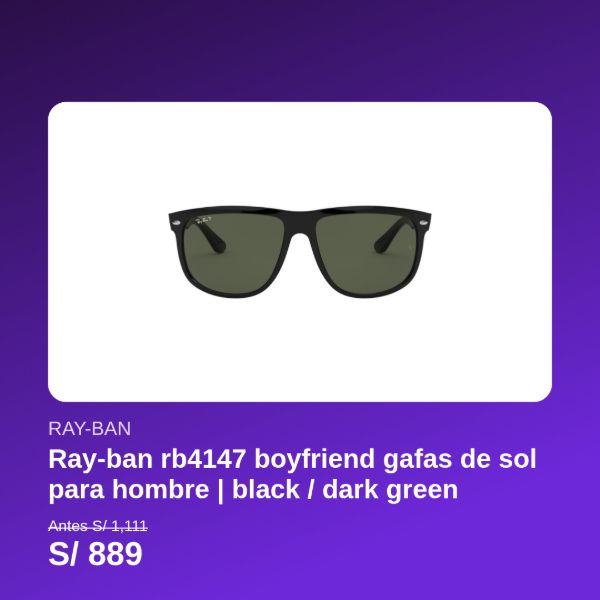 RAY-BAN
Ray-ban rb4147 boyfriend gafas de sol
para hombre | black / dark green
Antes S/ 1,111
S/ 889